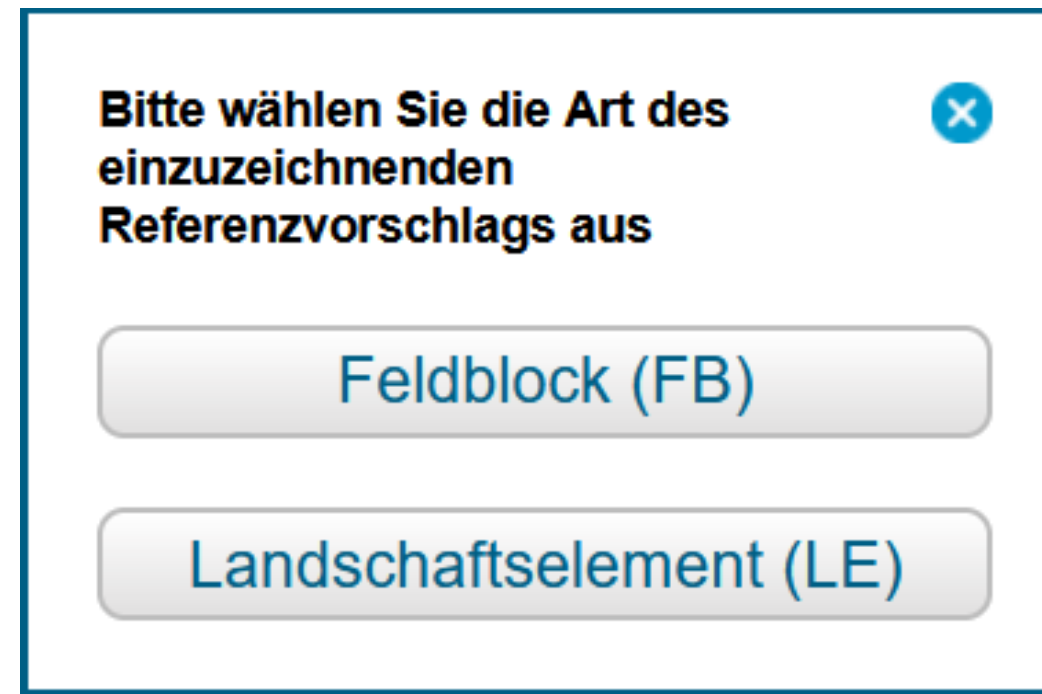 Bitte wählen Sie die Art des
einzuzeichnenden
Referenzvorschlags aus
Feldblock (FB)
Landschaftselement (LE)